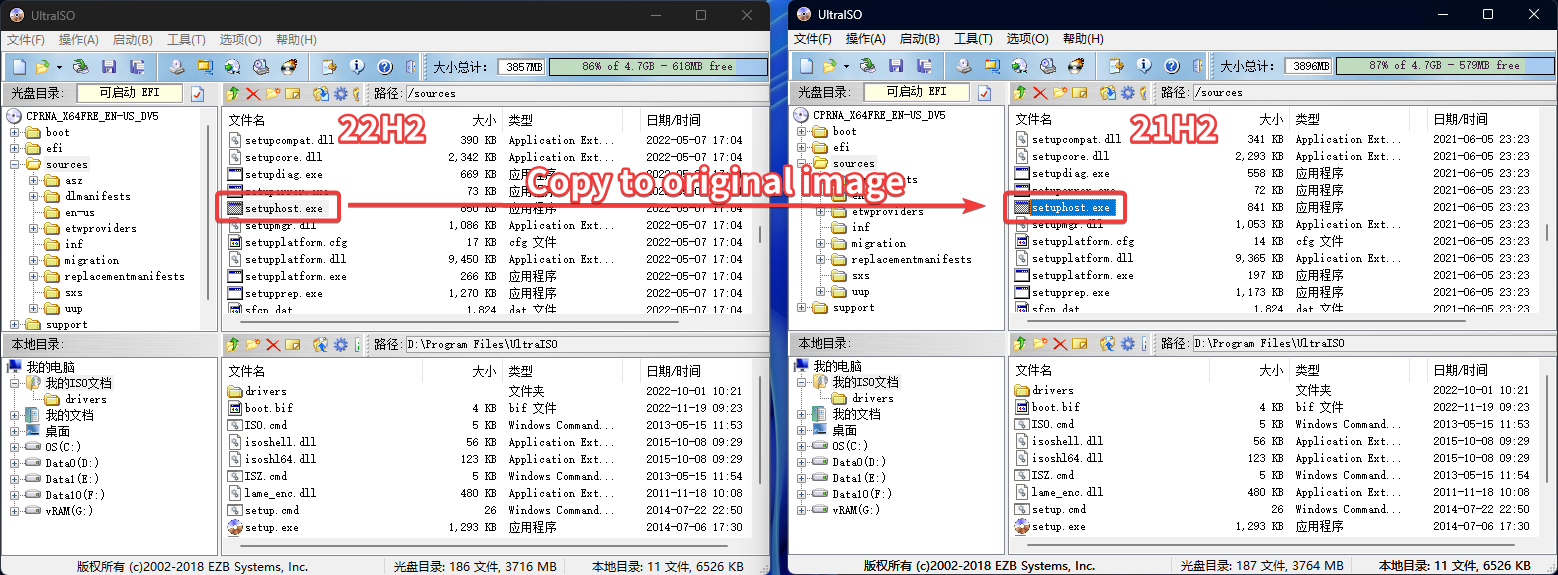 UltraISO
文件(F) 操作(A) 启动(B) 工具(T) 选项(O) 帮助(H)
大小总计: 3857MB 86% of 4.7GB - 618MB free
光盘目录: 可启动 EFI 路径: /sources
CPRNA_X64FRE_EN-US_DV5
boot
efi
sources
asz
dlmanifests
en-us
etwproviders
inf
migration
replacementmanifests
sxs
uup
support
文件名 大小 类型 日期/时间
22H2
setupcompat.dll 390 KB Application Ext... 2022-05-07 17:04
setupcore.dll 2,342 KB Application Ext... 2022-05-07 17:04
setupdiag.exe 669 KB 应用程序 2022-05-07 17:04
73 KB 应用程序 2022-05-07 17:04
setuphost.exe 850 KB 应用程序 2022-05-07 17:04
setupmgr.dll 1,086 KB Application Ext... 2022-05-07 17:04
setupplatform.cfg 17 KB cfg 文件 2022-05-07 17:04
setupplatform.dll 9,450 KB Application Ext... 2022-05-07 17:04
setupplatform.exe 266 KB 应用程序 2022-05-07 17:04
setupprep.exe 1,270 KB 应用程序 2022-05-07 17:04
sfcn.dat 1,824 dat 文件 2022-05-07 17:04
Copy to original image
本地目录: 路径: D:\Program Files\UltraISO
我的电脑
我的ISO文档
drivers
我的文档
桌面
OS(C:)
Data0(D:)
Data1(E:)
Data10(F:)
vRAM(G:)
文件名 大小 类型 日期/时间
drivers 文件夹 2022-10-01 10:21
boot.bif 4 KB bif 文件 2022-11-19 09:23
ISO.cmd 5 KB Windows Command... 2013-05-15 11:53
isoshell.dll 56 KB Application Ext... 2015-10-08 09:29
isoshl64.dll 123 KB Application Ext... 2015-10-08 09:29
ISZ.cmd 5 KB Windows Command... 2013-05-15 11:54
lame_enc.dll 480 KB Application Ext... 2011-11-18 10:08
setup.cmd 26 Windows Command... 2014-07-22 22:50
setup.exe 1,293 KB 应用程序 2014-07-06 17:30
版权所有 (c)2002-2018 EZB Systems, Inc. 光盘目录: 186 文件, 3716 MB 本地目录: 11 文件, 6526 KB
UltraISO
文件(F) 操作(A) 启动(B) 工具(T) 选项(O) 帮助(H)
大小总计: 3896MB 87% of 4.7GB - 579MB free
光盘目录: 可启动 EFI 路径: /sources
CPRNA_X64FRE_EN-US_DV5
boot
efi
sources
etwproviders
inf
migration
replacementmanifests
sxs
uup
support
文件名 大小 类型 日期/时间
21H2
setupcompat.dll 341 KB Application Ext... 2021-06-05 23:23
setupcore.dll 2,293 KB Application Ext... 2021-06-05 23:23
setupdiag.exe 558 KB 应用程序 2021-06-05 23:23
72 KB 应用程序 2021-06-05 23:23
setuphost.exe 841 KB 应用程序 2021-06-05 23:23
setupmgr.dll 1,053 KB Application Ext... 2021-06-05 23:23
setupplatform.cfg 14 KB cfg 文件 2021-06-05 23:23
setupplatform.dll 9,365 KB Application Ext... 2021-06-05 23:23
setupplatform.exe 197 KB 应用程序 2021-06-05 23:23
setupprep.exe 1,173 KB 应用程序 2021-06-05 23:23
sfcn.dat 1,824 dat 文件 2021-06-05 23:23
本地目录: 路径: D:\Program Files\UltraISO
我的电脑
我的ISO文档
drivers
我的文档
桌面
OS(C:)
Data0(D:)
Data1(E:)
Data10(F:)
vRAM(G:)
文件名 大小 类型 日期/时间
drivers 文件夹 2022-10-01 10:21
boot.bif 4 KB bif 文件 2022-11-19 09:23
ISO.cmd 5 KB Windows Command... 2013-05-15 11:53
isoshell.dll 56 KB Application Ext... 2015-10-08 09:29
isoshl64.dll 123 KB Application Ext... 2015-10-08 09:29
ISZ.cmd 5 KB Windows Command... 2013-05-15 11:54
lame_enc.dll 480 KB Application Ext... 2011-11-18 10:08
setup.cmd 26 Windows Command... 2014-07-22 22:50
setup.exe 1,293 KB 应用程序 2014-07-06 17:30
版权所有 (c)2002-2018 EZB Systems, Inc. 光盘目录: 187 文件, 3764 MB 本地目录: 11 文件, 6526 KB